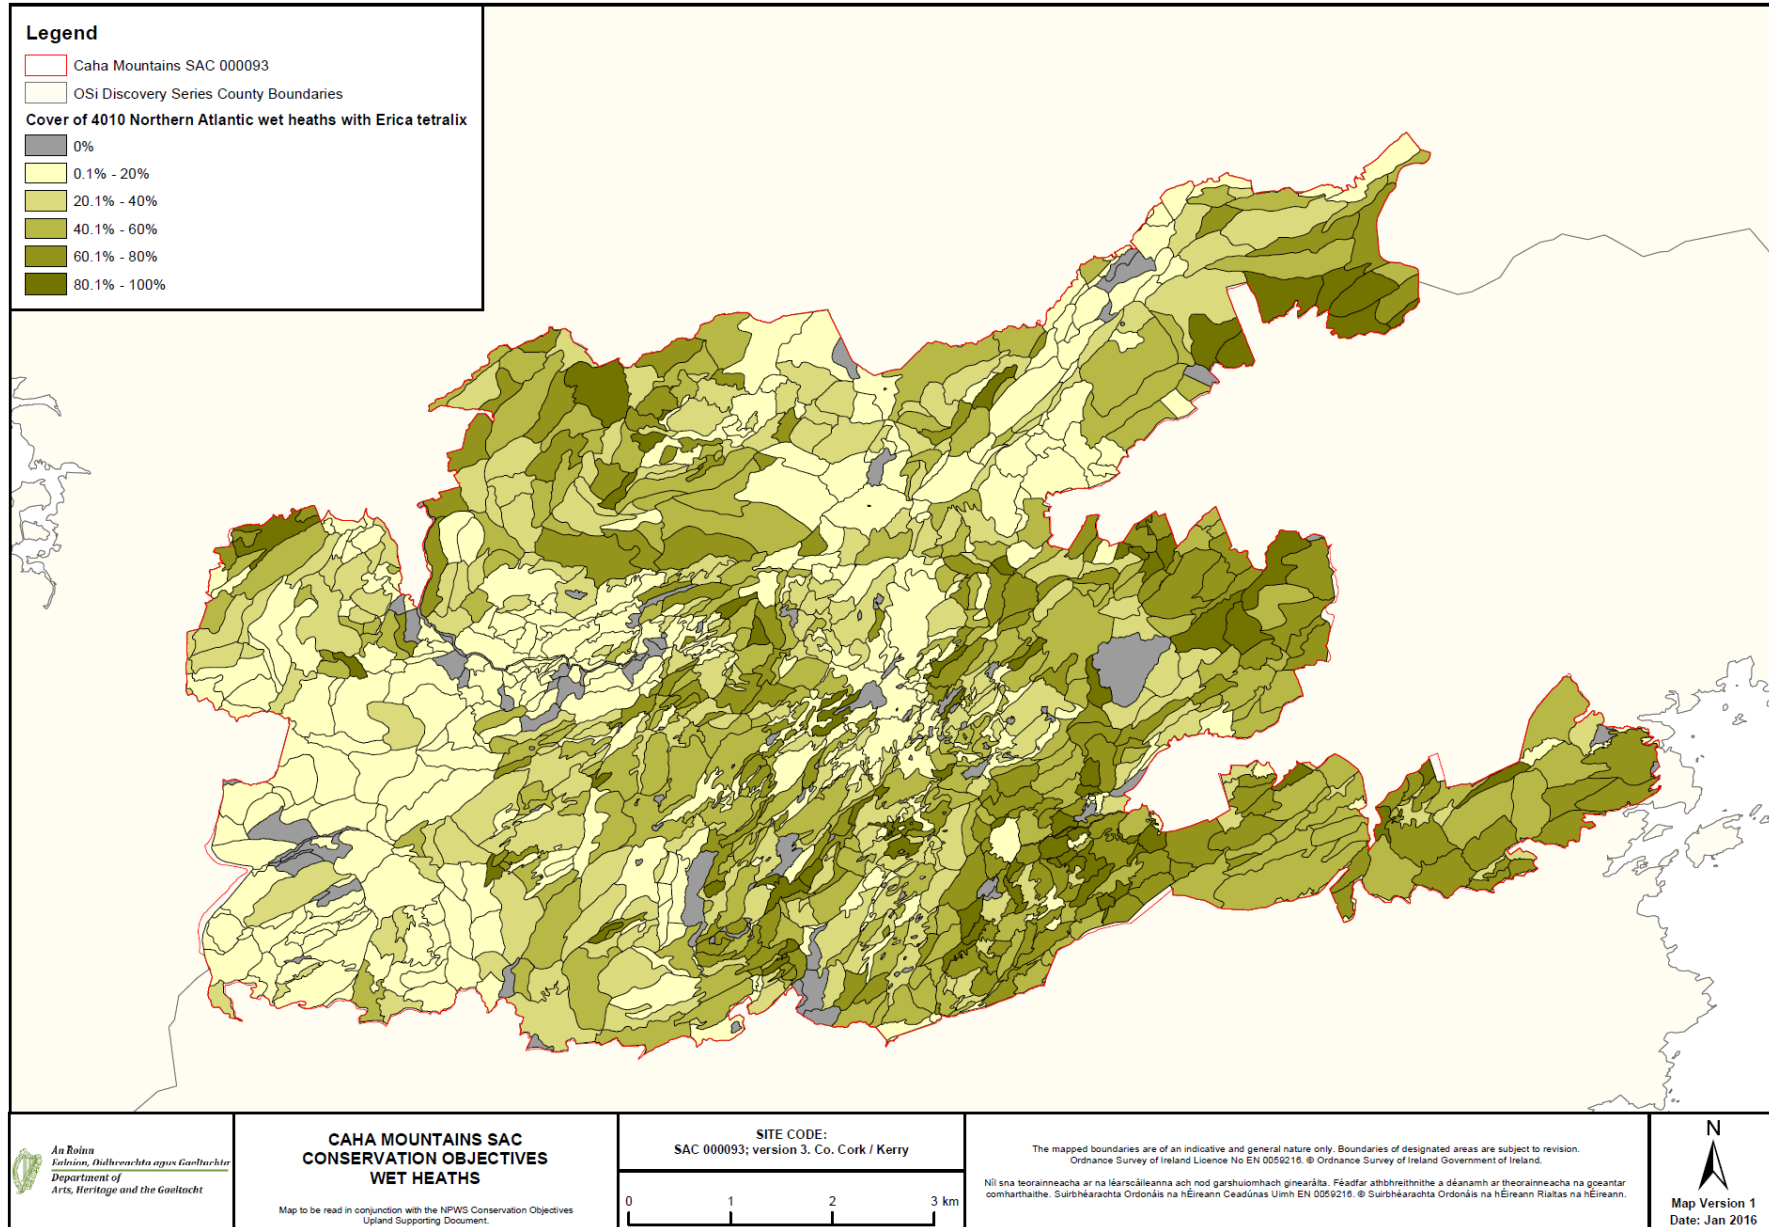 Legend
Caha Mountains SAC 000093
OSi Discovery Series County Boundaries
Cover of 4010 Northern Atlantic wet heaths with Erica tetralix
0%
0.1% - 20%
20.1% - 40%
40.1% - 60%
60.1% - 80%
80.1% - 100%
An Roinn
Ealaíon, Oidhreachta agus Gaeltachta
Department of
Arts, Heritage and the Gaeltacht
CAHA MOUNTAINS SAC
CONSERVATION OBJECTIVES
WET HEATHS
Map to be read in conjunction with the NPWS Conservation Objectives
Upland Supporting Document.
SITE CODE:
SAC 000093; version 3. Co. Cork / Kerry
0 1 2 3 km
The mapped boundaries are of an indicative and general nature only. Boundaries of designated areas are subject to revision.
Ordnance Survey of Ireland Licence No EN 0059216. © Ordnance Survey of Ireland Government of Ireland.
Níl sna teorainneacha ar na léarscáileanna ach nod garshuiomhach ginearálta. Féadfar athbhreithnithe a déanamh ar theorainneacha na gceantar
comharthaithe. Suirbhéarachta Ordonáis na hÉireann Ceadúnas Uimh EN 0059216. © Suirbhéarachta Ordonáis na hÉireann Rialtas na hÉireann.
N
Map Version 1
Date: Jan 2016